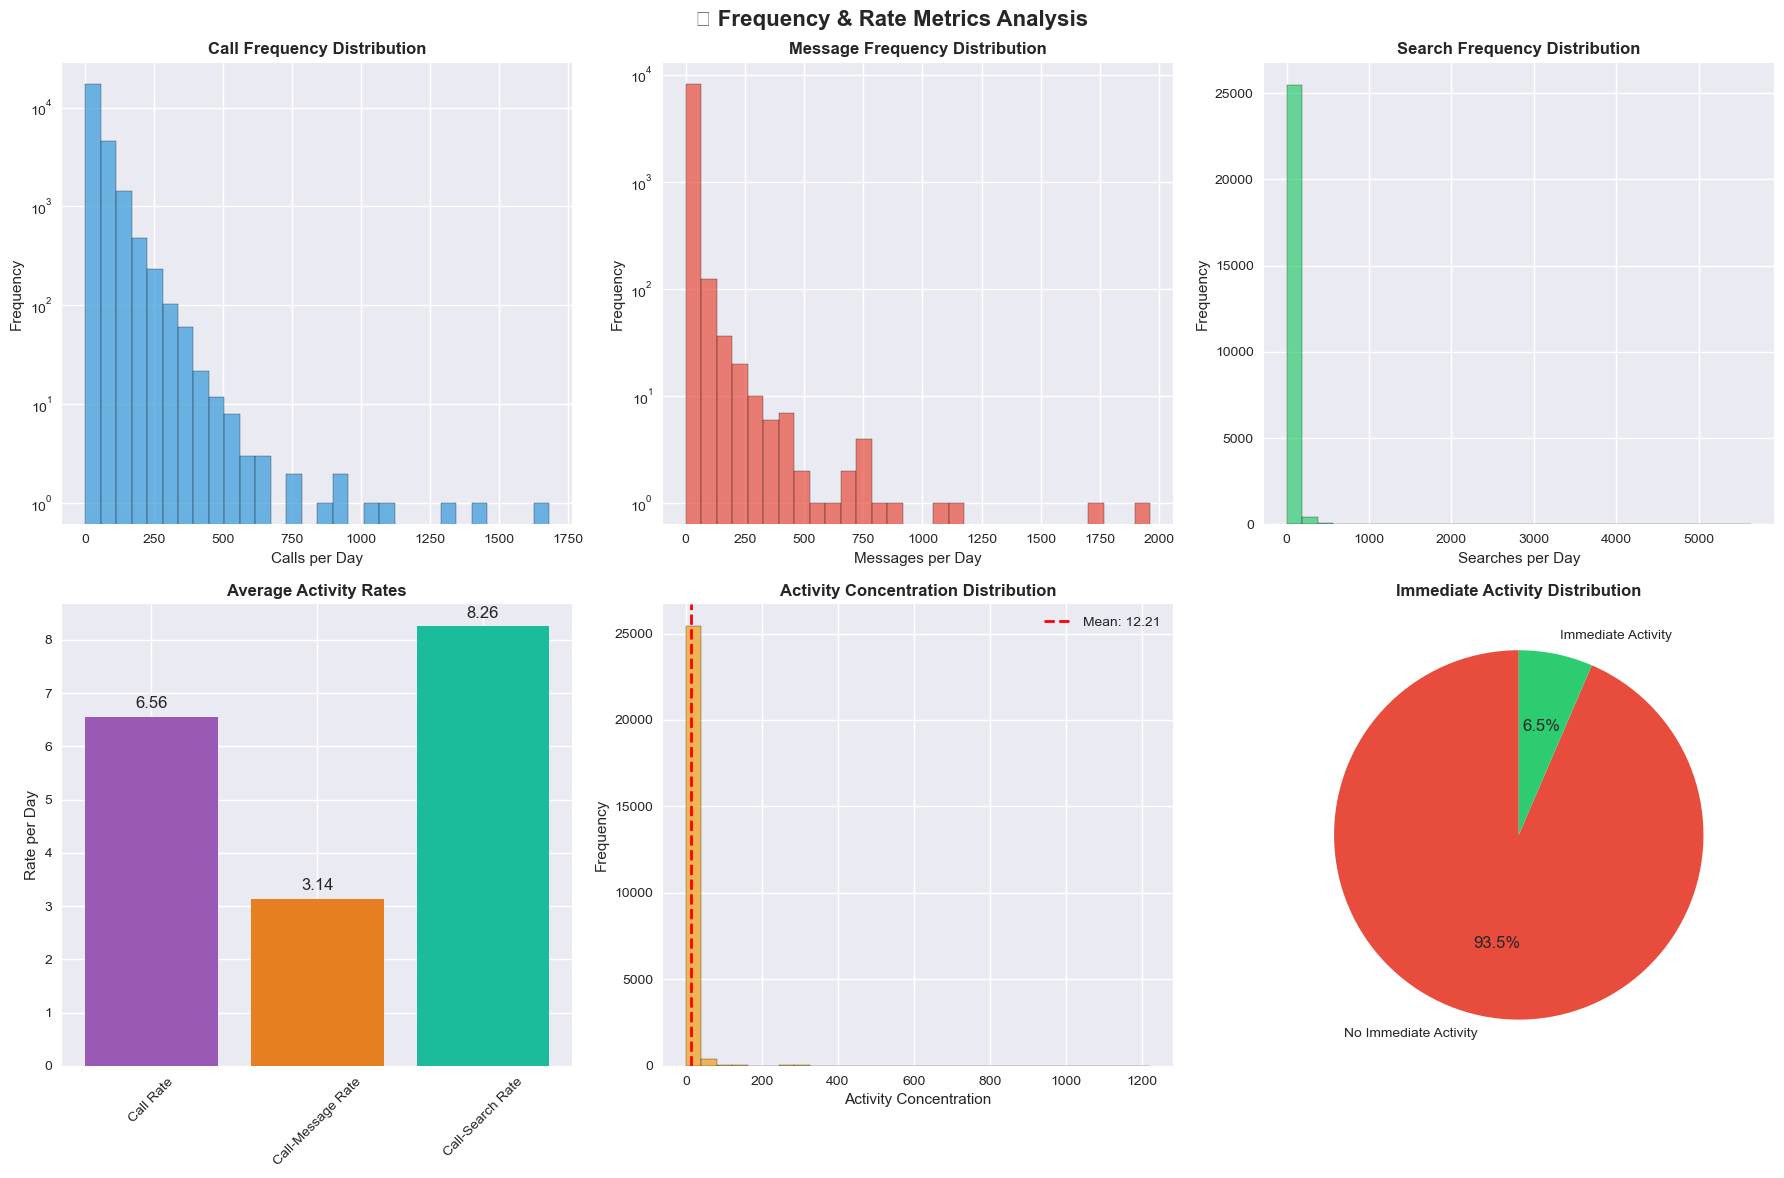 Frequency & Rate Metrics Analysis
Call Frequency Distribution
10^4
10^3
10^2
10^1
10^0
Frequency
0 250 500 750 1000 1250 1500 1750
Calls per Day
Message Frequency Distribution
10^4
10^3
10^2
10^1
10^0
Frequency
0 250 500 750 1000 1250 1500 1750 2000
Messages per Day
Search Frequency Distribution
25000
20000
15000
10000
5000
0
Frequency
0 1000 2000 3000 4000 5000
Searches per Day
Average Activity Rates
8
7
6
5
4
3
2
1
0
Rate per Day
6.56
3.14
8.26
Call Rate
Call-Message Rate
Call-Search Rate
Activity Concentration Distribution
25000
20000
15000
10000
5000
0
Frequency
Mean: 12.21
0 200 400 600 800 1000 1200
Activity Concentration
Immediate Activity Distribution
Immediate Activity
6.5%
93.5%
No Immediate Activity